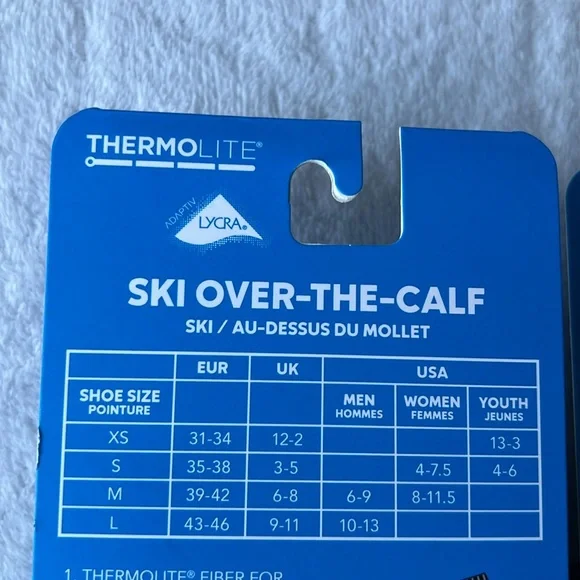 THERMOLITE®
ADAPTIV
LYCRA®
SKI OVER-THE-CALF
SKI / AU-DESSUS DU MOLLET
EUR UK USA
SHOE SIZE MEN WOMEN YOUTH
POINTURE HOMMES FEMMES JEUNES
XS 31-34 12-2 13-3
S 35-38 3-5 4-7.5 4-6
M 39-42 6-8 6-9 8-11.5
L 43-46 9-11 10-13
1. THERMOLITE® FIBER FOR